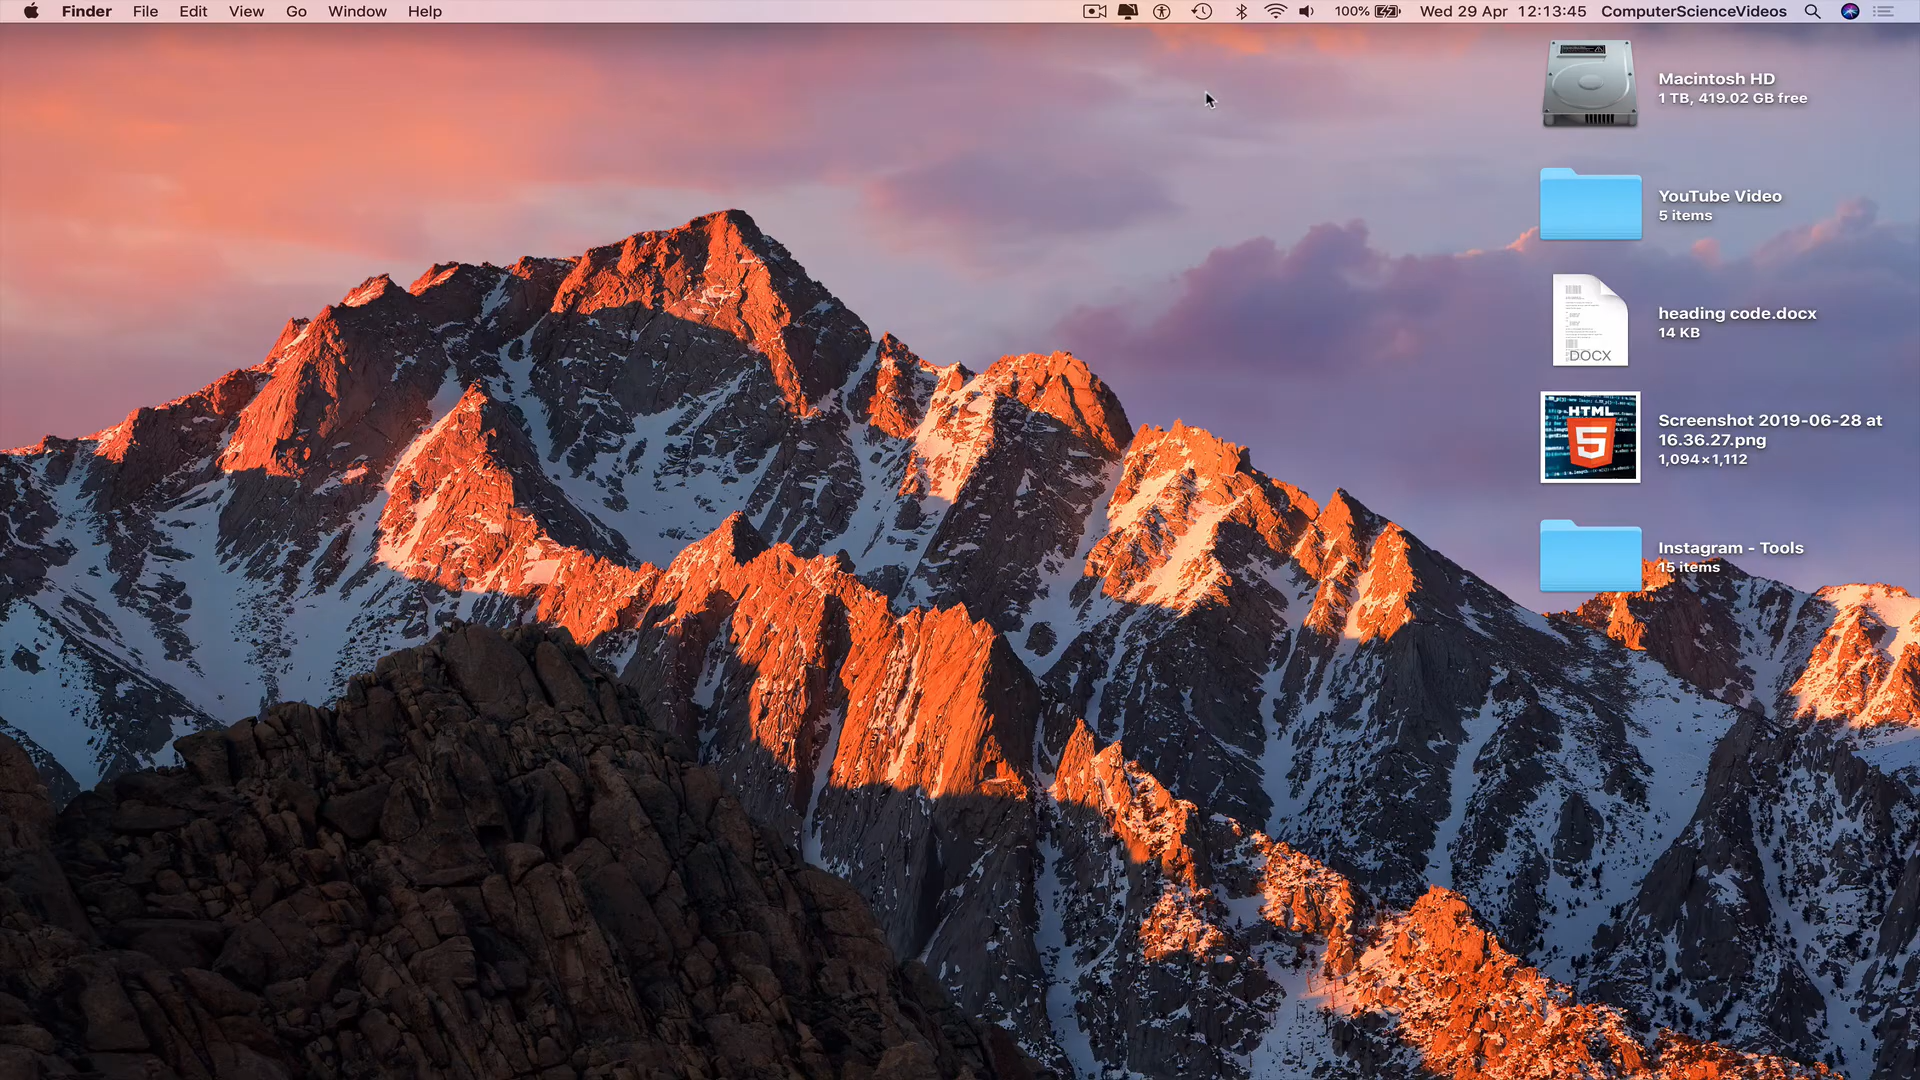 Finder File Edit View Go Window Help 100% Wed 29 Apr 12:13:45 ComputerScienceVideos
Macintosh HD
1 TB, 419.02 GB free
YouTube Video
5 items
heading code.docx
14 KB
DOCX
HTML
5
Screenshot 2019-06-28 at
16.36.27.png
1,094×1,112
Instagram - Tools
15 items